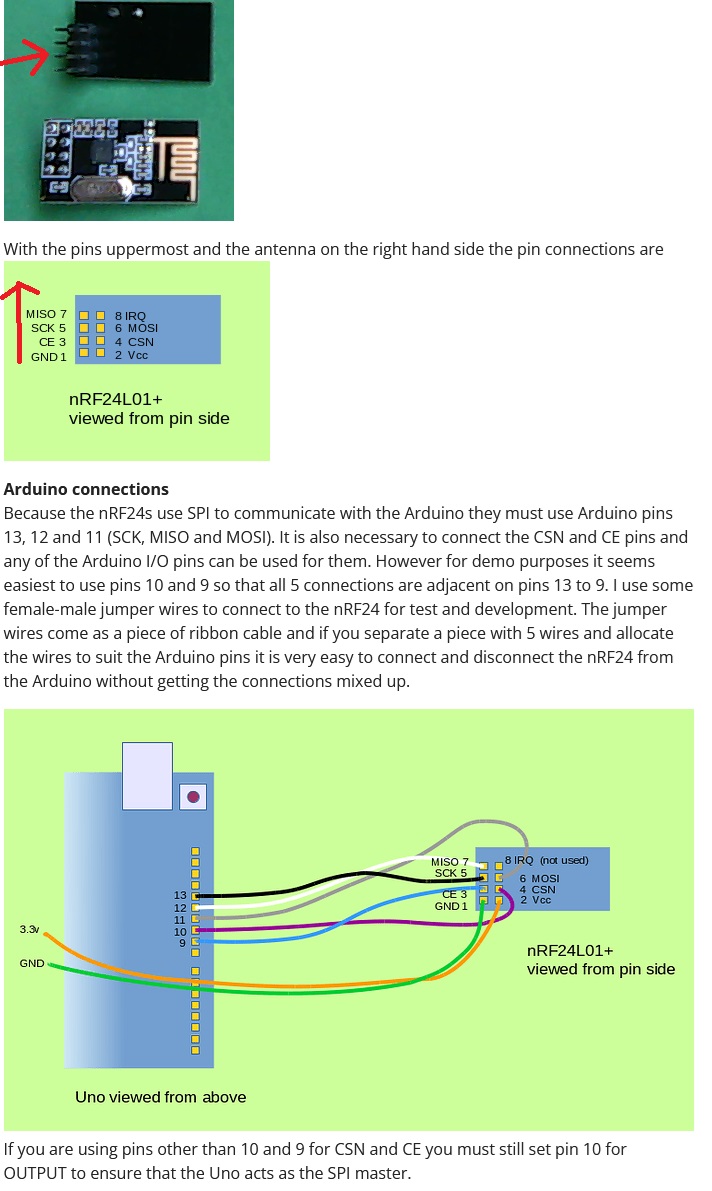 With the pins uppermost and the antenna on the right hand side the pin connections are
MISO 7 8 IRQ
SCK 5 6 MOSI
CE 3 4 CSN
GND 1 2 Vcc
nRF24L01+
viewed from pin side
Arduino connections
Because the nRF24s use SPI to communicate with the Arduino they must use Arduino pins
13, 12 and 11 (SCK, MISO and MOSI). It is also necessary to connect the CSN and CE pins and
any of the Arduino I/O pins can be used for them. However for demo purposes it seems
easiest to use pins 10 and 9 so that all 5 connections are adjacent on pins 13 to 9. I use some
female-male jumper wires to connect to the nRF24 for test and development. The jumper
wires come as a piece of ribbon cable and if you separate a piece with 5 wires and allocate
the wires to suit the Arduino pins it is very easy to connect and disconnect the nRF24 from
the Arduino without getting the connections mixed up.
MISO 7 8 IRQ (not used)
SCK 5 6 MOSI
CE 3 4 CSN
GND 1 2 Vcc
13
12
11
10
9
3.3v
GND
nRF24L01+
viewed from pin side
Uno viewed from above
If you are using pins other than 10 and 9 for CSN and CE you must still set pin 10 for
OUTPUT to ensure that the Uno acts as the SPI master.